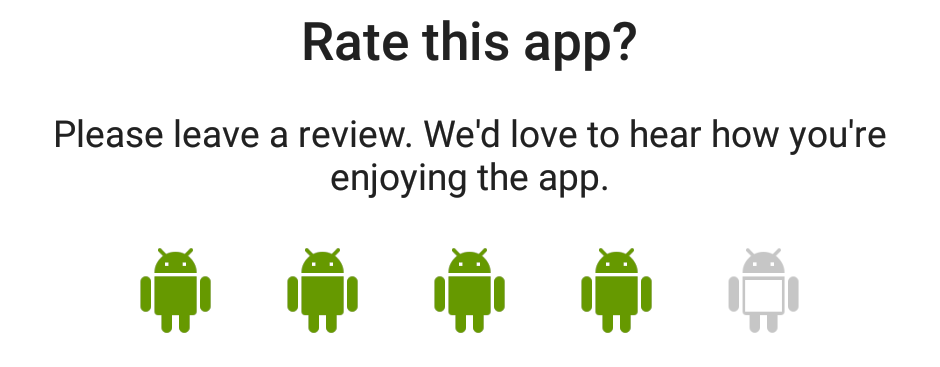 Rate this app?
Please leave a review. We'd love to hear how you're
enjoying the app.